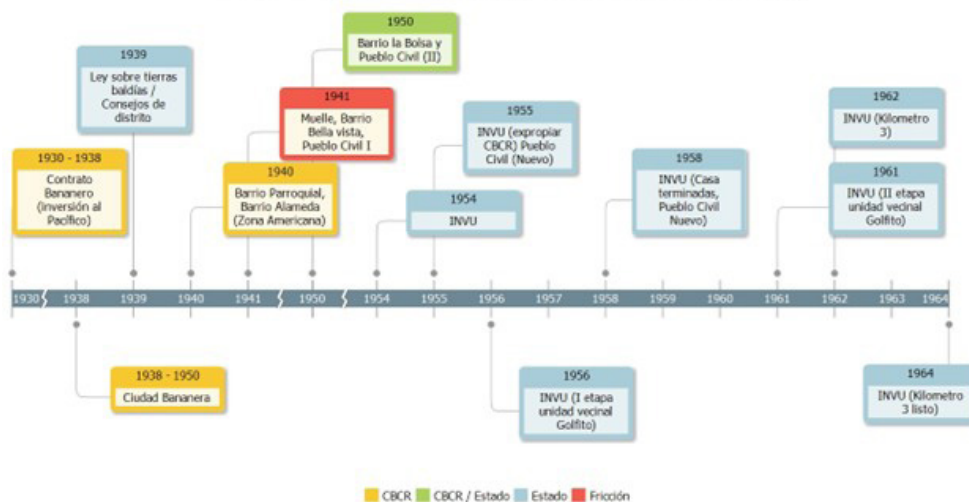 1950
Barrio la Bolsa y
Pueblo Civil (II)
1939
Ley sobre tierras
baldías /
Consejos de
distrito
1941
Muelle, Barrio
Bella vista,
Pueblo Civil I
1955
INVU (expropiar
CBCR) Pueblo
Civil (Nuevo)
1962
INVU (Kilometro
3)
1930 - 1938
Contrato
Bananero
(Inversión al
Pacífico)
1940
Barrio Parroquial,
Barrio Alameda
(Zona Americana)
1954
INVU
1958
INVU (Casa
terminadas,
Pueblo Civil
Nuevo)
1961
INVU (II etapa
unidad vecinal
Golfito)
1930 1938 1939 1940 1941 1950 1954 1955 1956 1957 1958 1959 1960 1961 1962 1963 1964
1938 - 1950
Ciudad Bananera
1956
INVU (I etapa
unidad vecinal
Golfito)
1964
INVU (Kilometro
3 listo)
CBCR CBCR / Estado Estado Fricción